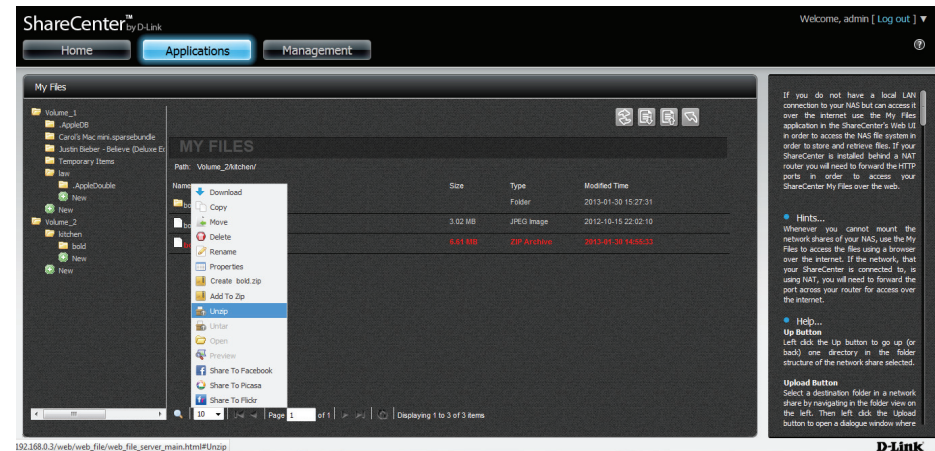 ShareCenter™ by D-Link
Welcome, admin [ Log out ] ▼
Home
Applications
Management
My Files
Volume_1
.AppleDB
Carol's Mac mini.sparsebundle
Justin Bieber - Believe (Deluxe Ec
Temporary Items
law
.AppleDouble
New
New
Volume_2
kitchen
bold
New
New
MY FILES
Path: Volume_2/kitchen/
Name
Size
Type
Modified Time
Folder
2013-01-30 15:27:31
3.02 MB
JPEG Image
2012-10-15 22:02:10
6.61 MB
ZIP Archive
2013-01-30 14:56:33
Download
Copy
Move
Delete
Rename
Properties
Create bold.zip
Add To Zip
Unzip
Untar
Open
Preview
Share To Facebook
Share To Picasa
Share To Flickr
10
Page 1 of 1
Displaying 1 to 3 of 3 items
If you do not have a local LAN
connection to your NAS but can access it
over the internet use the My Files
application in the ShareCenter's Web UI
in order to access the NAS file system in
order to store and retrieve files. If your
ShareCenter is installed behind a NAT
router you will need to forward the HTTP
ports in order to access your
ShareCenter My Files over the web.
Hints...
Whenever you cannot mount the
network shares of your NAS, use the My
Files to access the files using a browser
over the internet. If the network, that
your ShareCenter is connected to, is
using NAT, you will need to forward the
port across your router for access over
the internet.
Help...
Up Button
Left click the Up button to go up (or
back) one directory in the folder
structure of the network share selected.
Upload Button
Select a destination folder in a network
share by navigating in the folder view on
the left. Then left click the Upload
button to open a dialogue window where
192.168.0.3/web/web_file/web_file_server_main.html#Unzip
D-Link